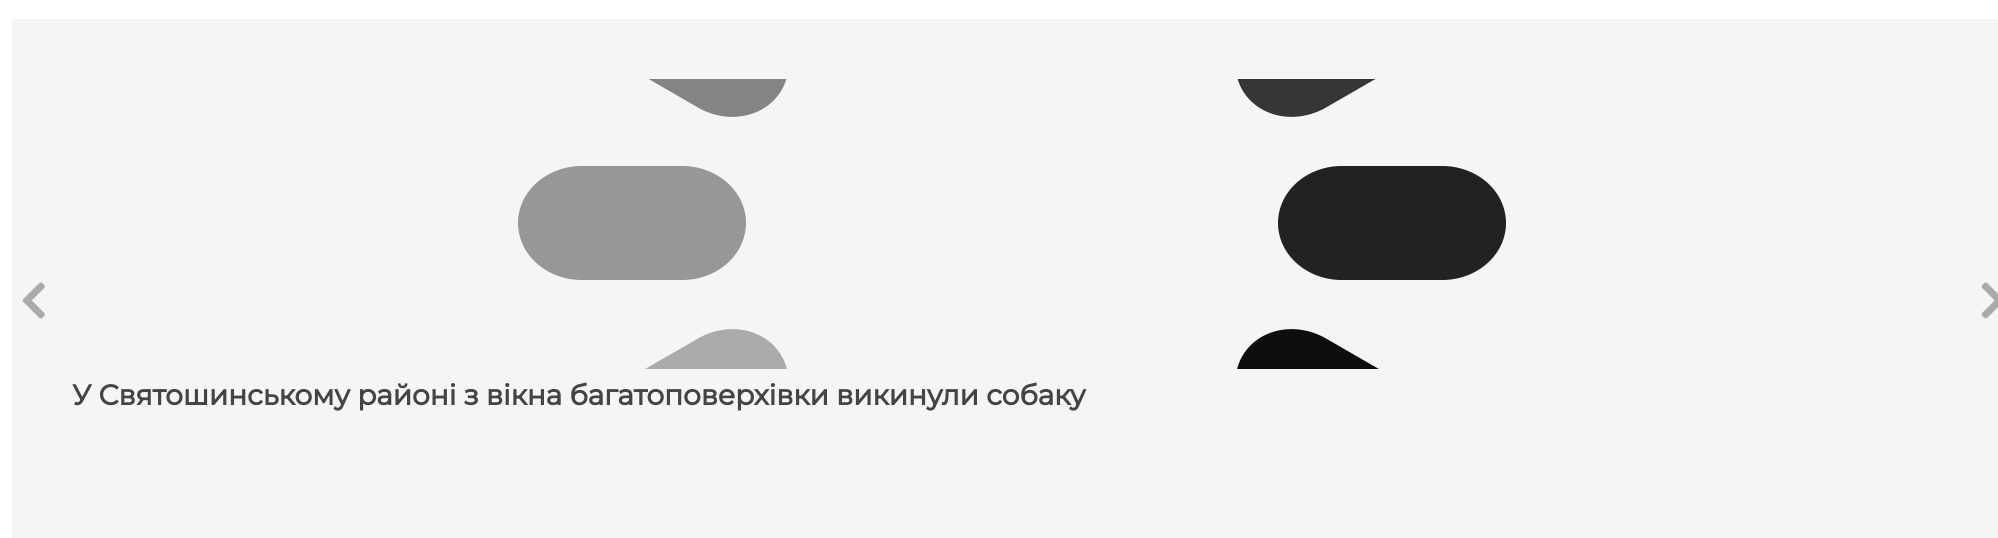 У Святошинському районі з вікна багатоповерхівки викинули собаку